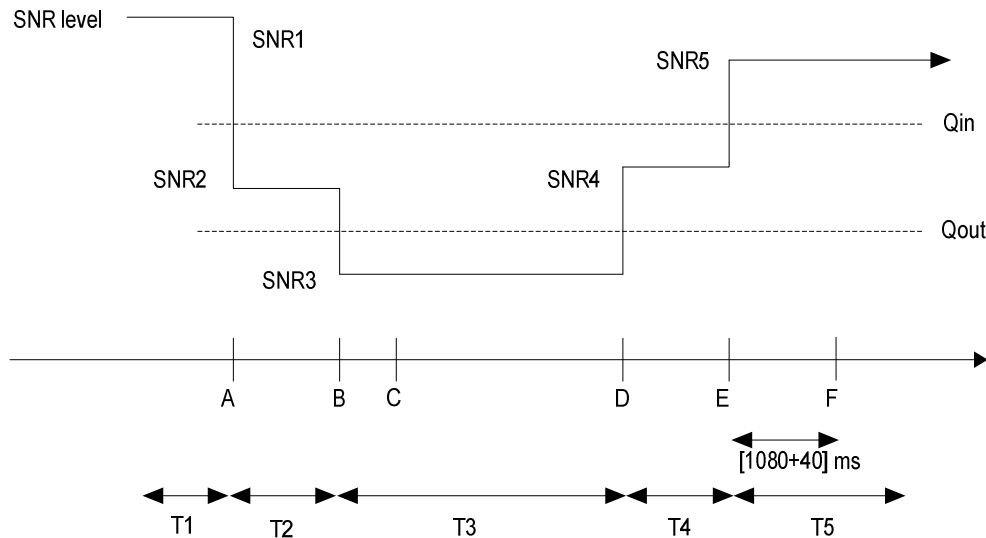 SNR level
SNR1
SNR5
Qin
SNR2
SNR4
Qout
SNR3
A
B
C
D
E
F
[1080+40] ms
T1
T2
T3
T4
T5